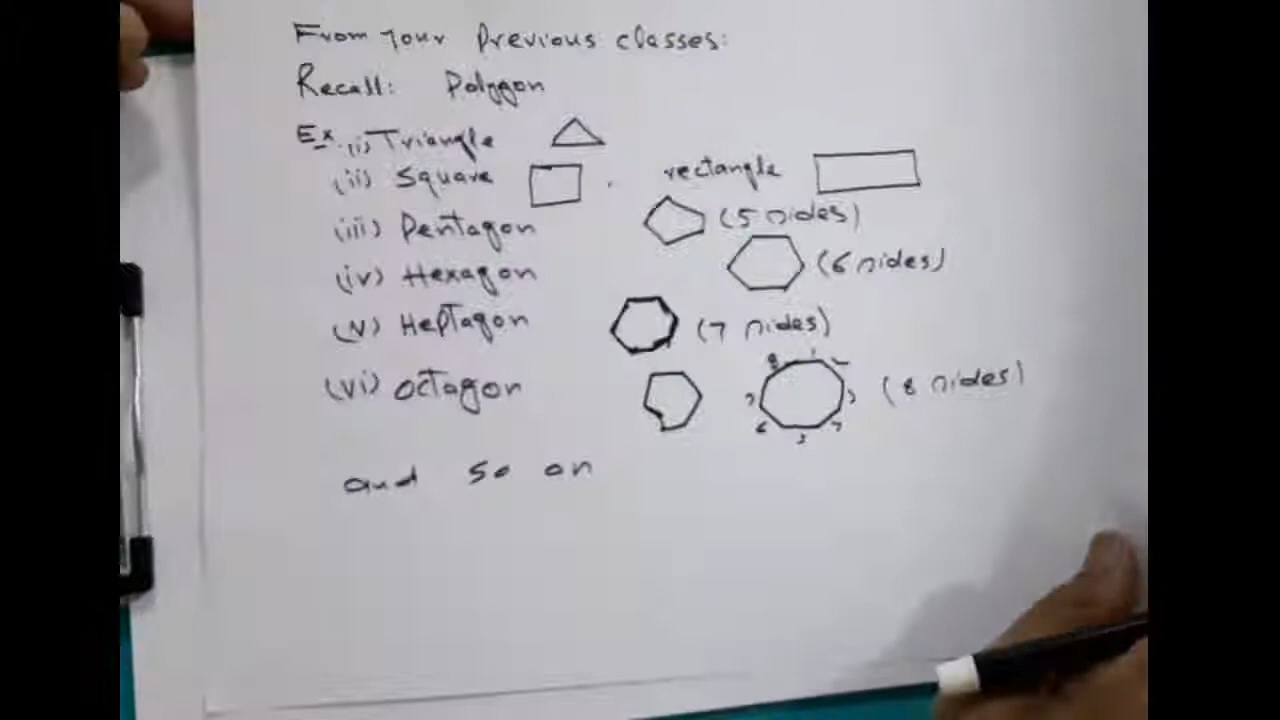 From your Previous classes:
Recall: Polygon
Ex. (i) Triangle
(ii) Square rectangle
(iii) Pentagon (5 sides)
(iv) Hexagon (6 sides)
(v) Heptagon (7 sides)
(vi) octagon (8 sides)
and so on